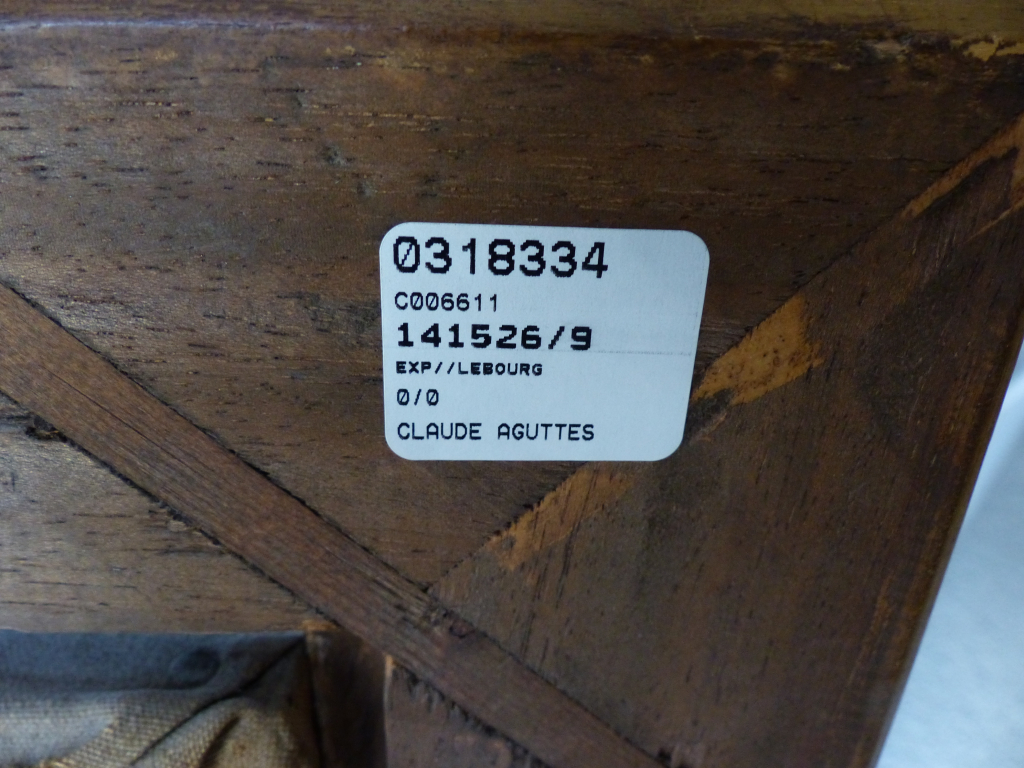 0318334
C006611
141526/9
EXP//LEBOURG
0/0
CLAUDE AGUTTES